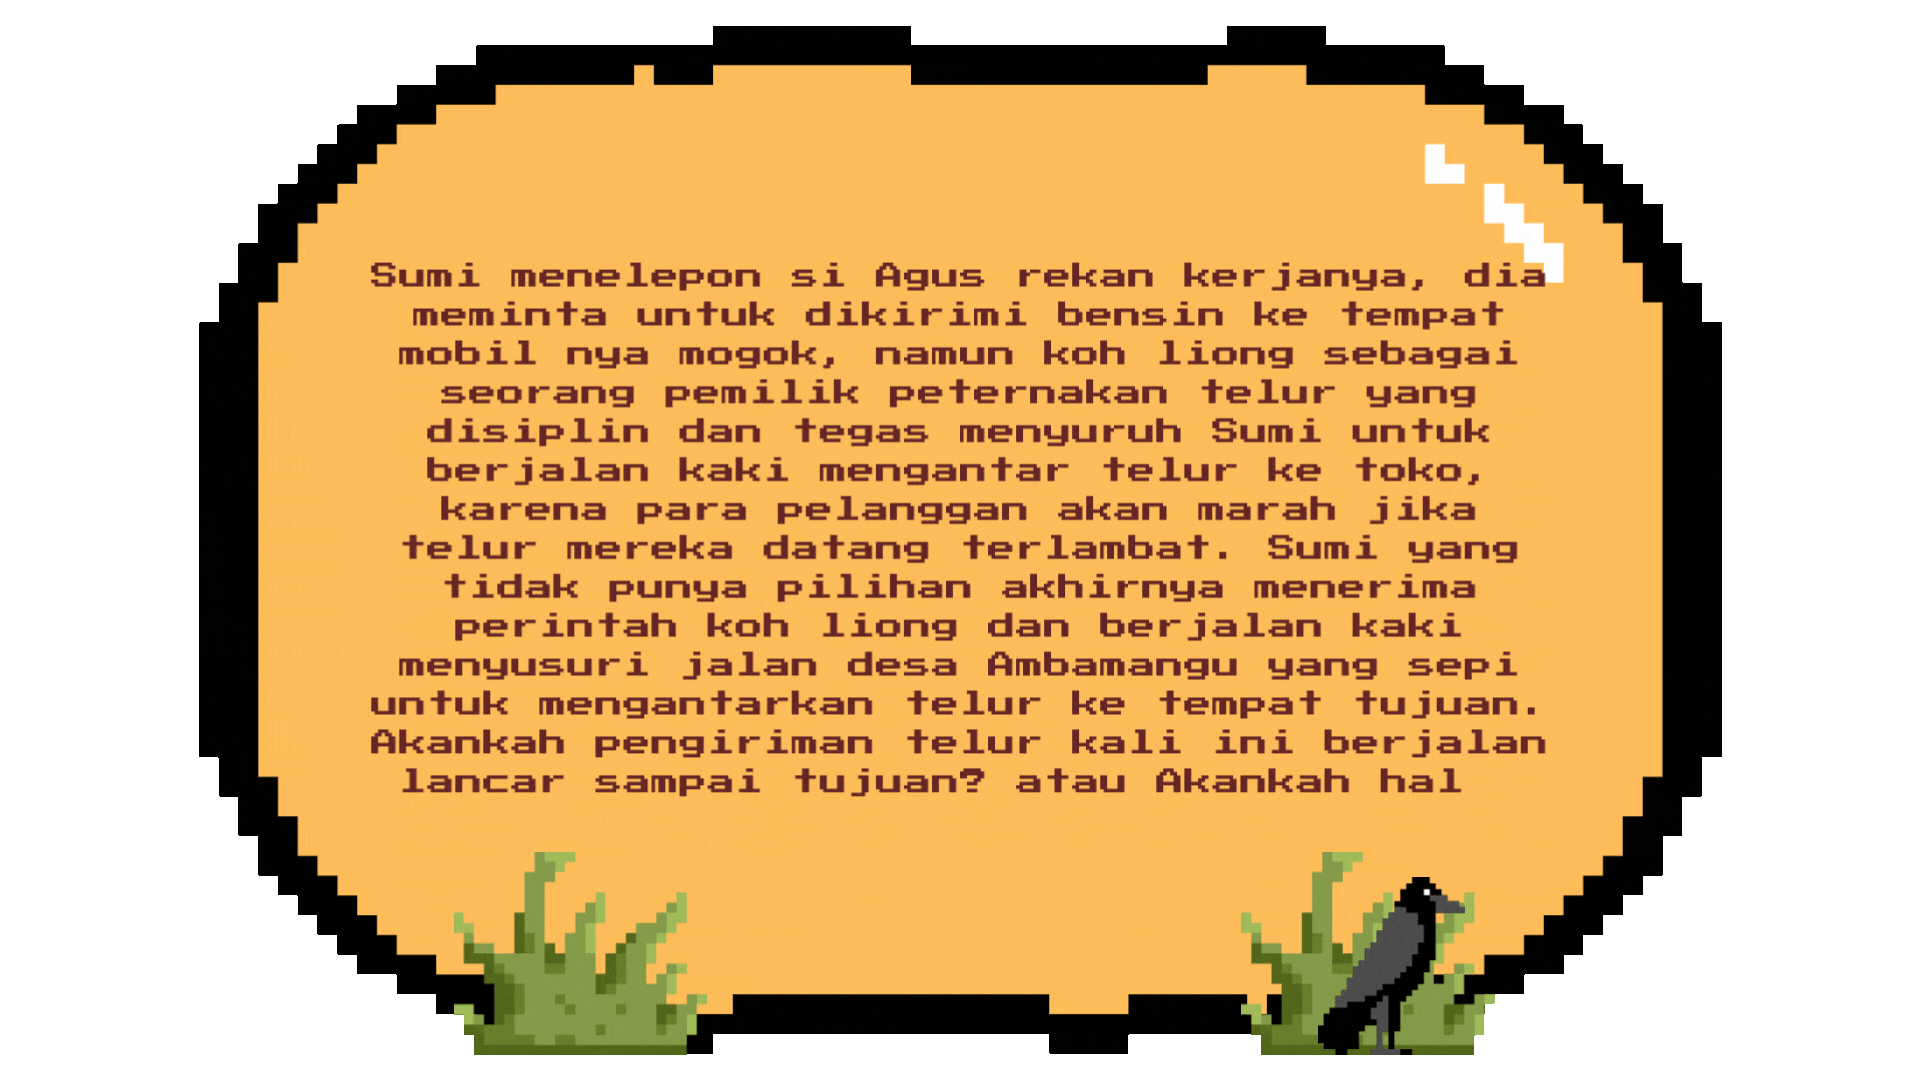 Sumi menelepon si Agus rekan kerjanya, dia
meminta untuk dikirimi bensin ke tempat
mobil nya mogok, namun koh liong sebagai
seorang pemilik peternakan telur yang
disiplin dan tegas menyuruh Sumi untuk
berjalan kaki mengantar telur ke toko,
karena para pelanggan akan marah jika
telur mereka datang terlambat. Sumi yang
tidak punya pilihan akhirnya menerima
perintah koh liong dan berjalan kaki
menyusuri jalan desa Ambamangu yang sepi
untuk mengantarkan telur ke tempat tujuan.
Akankah pengiriman telur kali ini berjalan
lancar sampai tujuan? atau Akankah hal